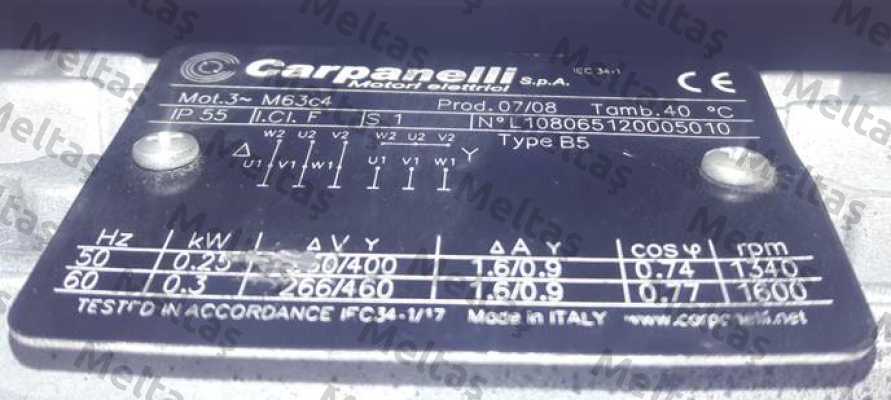 Carpanelli S.p.A. IEC 34-1
Motori elettrici CE
Mot.3~ M63c4 Prod.07/08 Tamb.40 °C
IP 55 I.Cl. F S 1 N°L108065120005010
Type B5
W2 U2 V2 W2 U2 V2
Δ U1 V1 W1 U1 V1 W1 Y
Hz kW Δ V Y Δ A Y cos φ rpm
50 0.25 /400 1.6/0.9 0.74 1340
60 0.3 266/460 1.6/0.9 0.77 1600
TESTED IN ACCORDANCE IEC34-1/17 Made in ITALY www.carpanelli.net
Meltaş